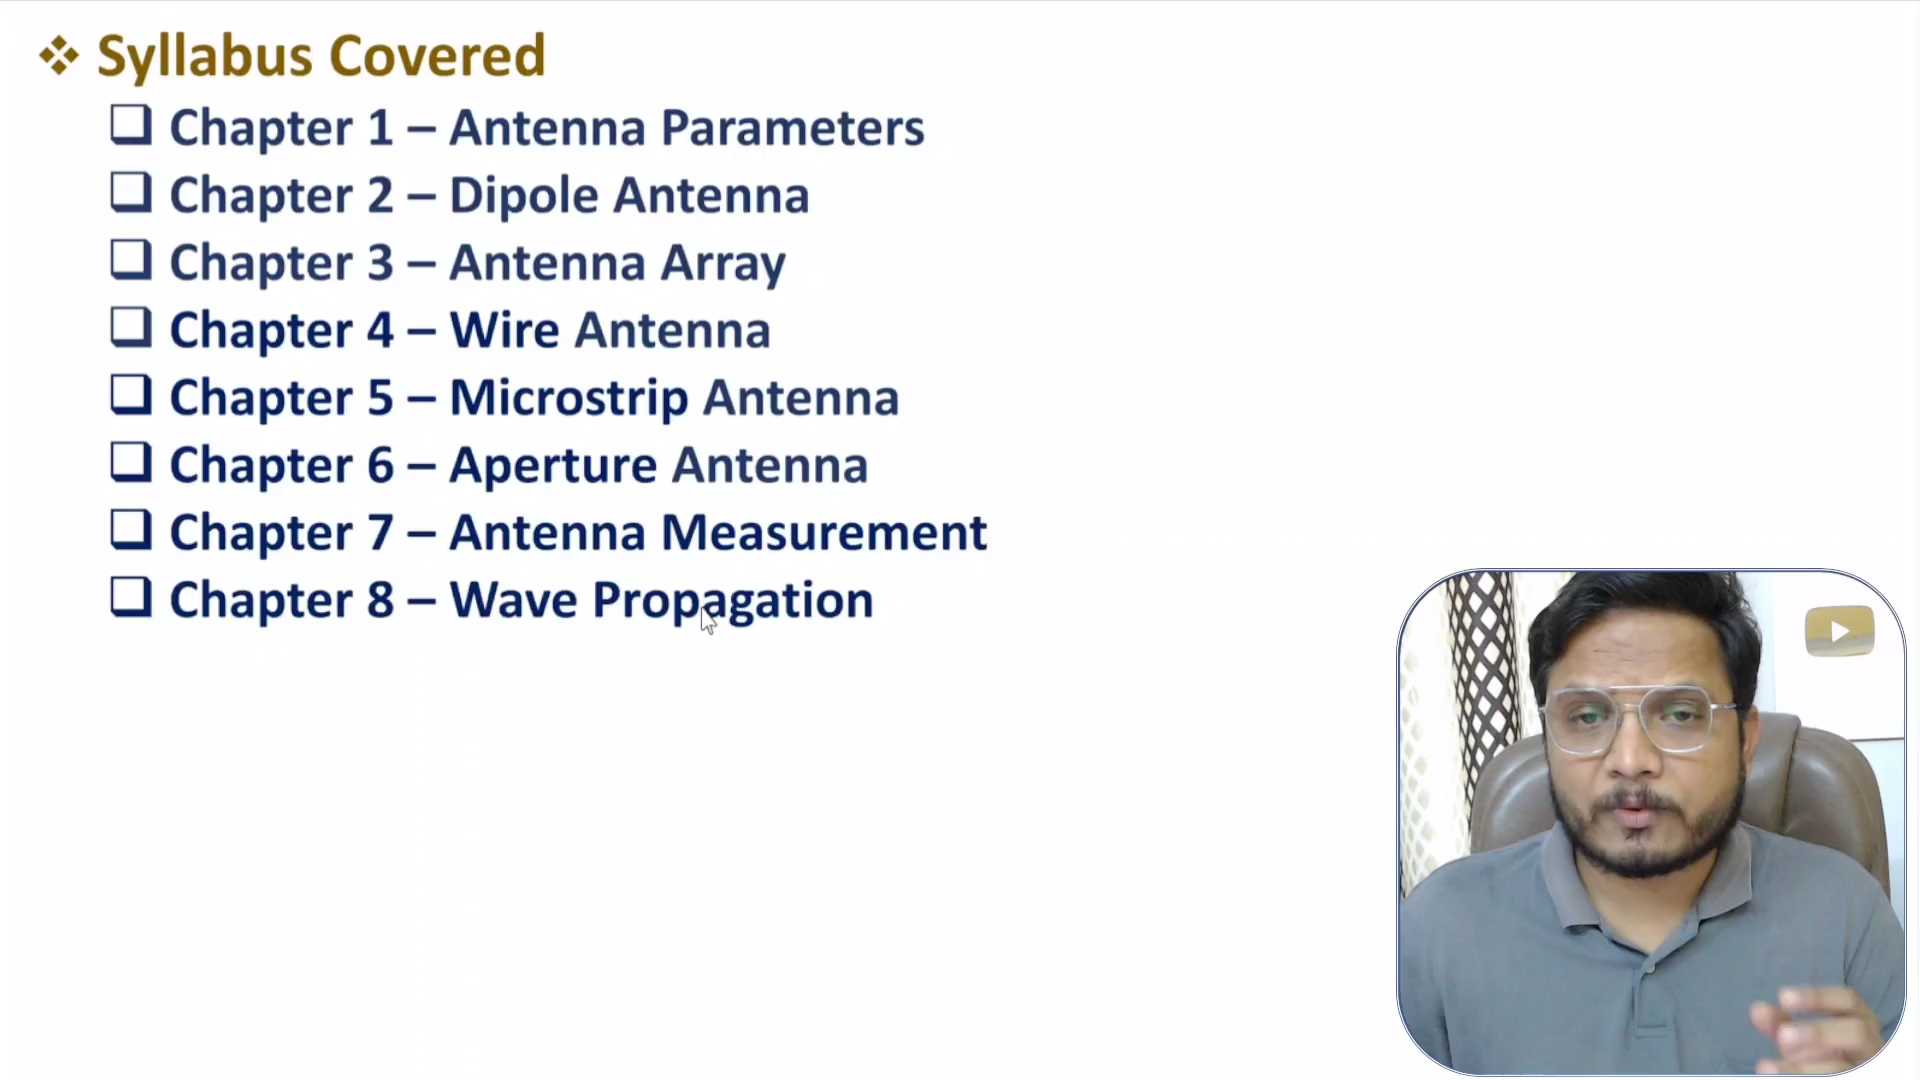 Syllabus Covered
Chapter 1 – Antenna Parameters
Chapter 2 – Dipole Antenna
Chapter 3 – Antenna Array
Chapter 4 – Wire Antenna
Chapter 5 – Microstrip Antenna
Chapter 6 – Aperture Antenna
Chapter 7 – Antenna Measurement
Chapter 8 – Wave Propagation